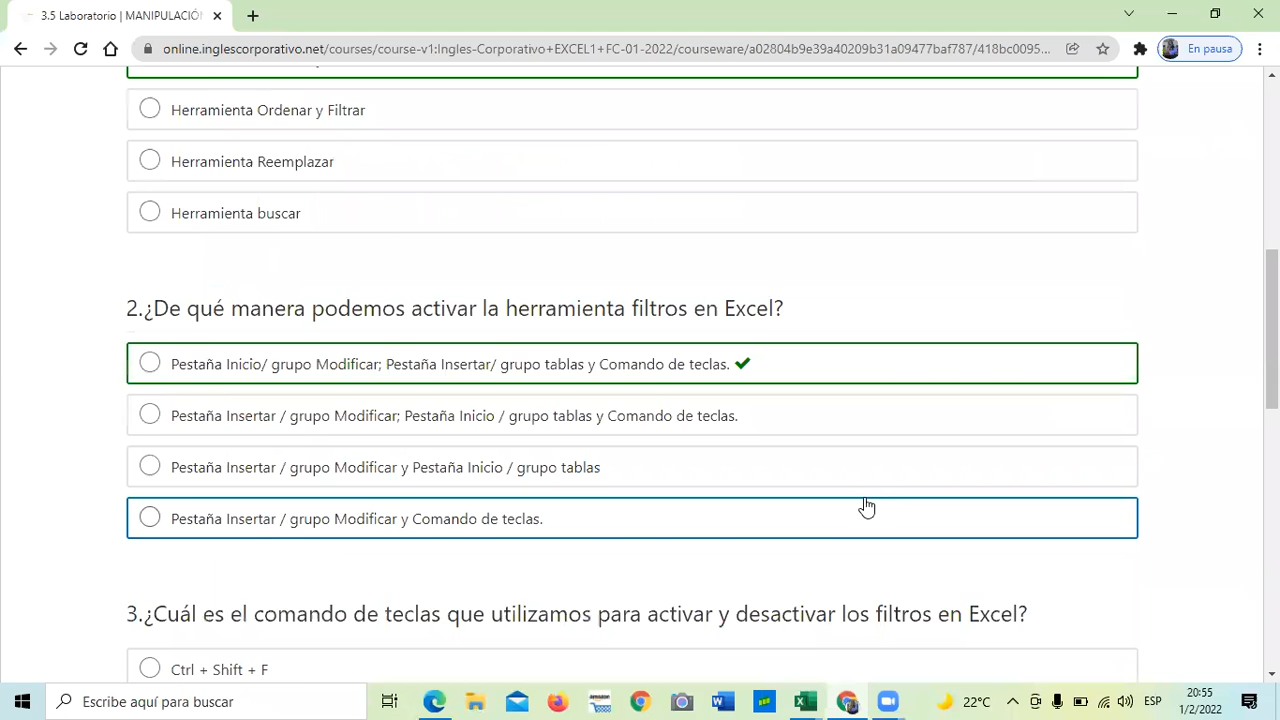 3.5 Laboratorio | MANIPULACIÓN
online.inglescorporativo.net/courses/course-v1:Ingles-Corporativo+EXCEL1+FC-01-2022/courseware/a02804b9e39a40209b31a09477baf787/418bc0095...
En pausa
Herramienta Ordenar y Filtrar
Herramienta Reemplazar
Herramienta buscar
2.¿De qué manera podemos activar la herramienta filtros en Excel?
Pestaña Inicio/ grupo Modificar; Pestaña Insertar/ grupo tablas y Comando de teclas.
Pestaña Insertar / grupo Modificar; Pestaña Inicio / grupo tablas y Comando de teclas.
Pestaña Insertar / grupo Modificar y Pestaña Inicio / grupo tablas
Pestaña Insertar / grupo Modificar y Comando de teclas.
3.¿Cuál es el comando de teclas que utilizamos para activar y desactivar los filtros en Excel?
Ctrl + Shift + F
Escribe aquí para buscar
22°C
ESP
20:55
1/2/2022